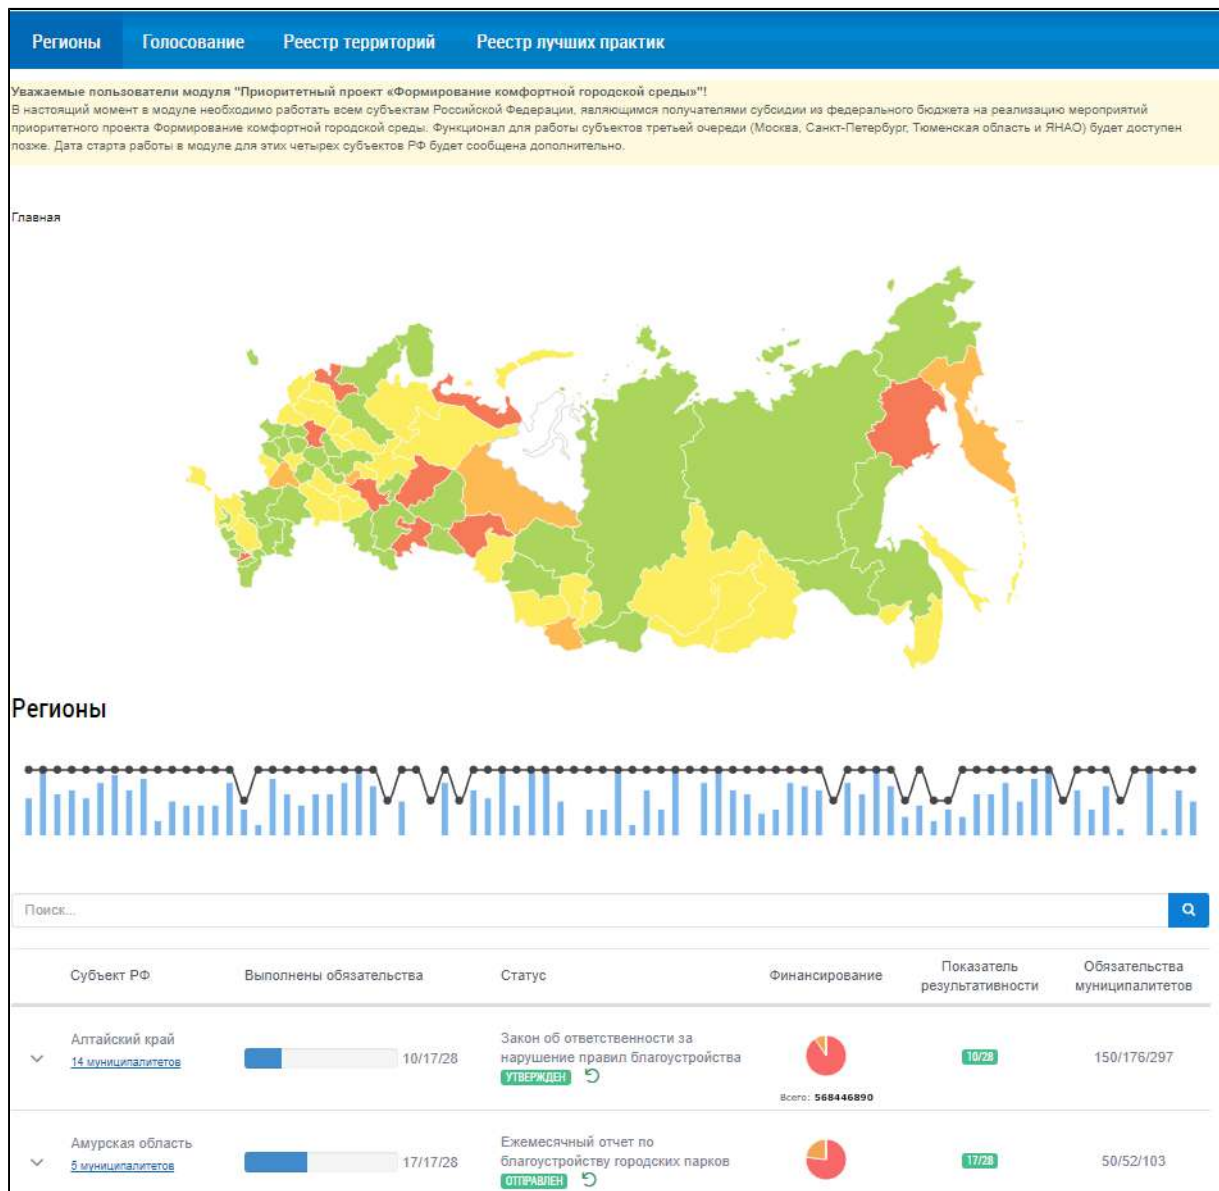 Регионы Голосование Реестр территорий Реестр лучших практик
Уважаемые пользователи модуля "Приоритетный проект «Формирование комфортной городской среды»"!
В настоящий момент в модуле необходимо работать всем субъектам Российской Федерации, являющимся получателями субсидии из федерального бюджета на реализацию мероприятий
приоритетного проекта Формирование комфортной городской среды. Функционал для работы субъектов третьей очереди (Москва, Санкт-Петербург, Тюменская область и ЯНАО) будет доступен
позже. Дата старта работы в модуле для этих четырех субъектов РФ будет сообщена дополнительно.
Главная
Регионы
Поиск...
Субъект РФ Выполнены обязательства Статус Финансирование Показатель результативности Обязательства муниципалитетов
Алтайский край
14 муниципалитетов
10/17/28
Закон об ответственности за
нарушение правил благоустройства
УТВЕРЖДЕН
Всего: 568446890
10/28
150/176/297
Амурская область
5 муниципалитетов
17/17/28
Ежемесячный отчет по
благоустройству городских парков
ОТПРАВЛЕН
17/28
50/52/103